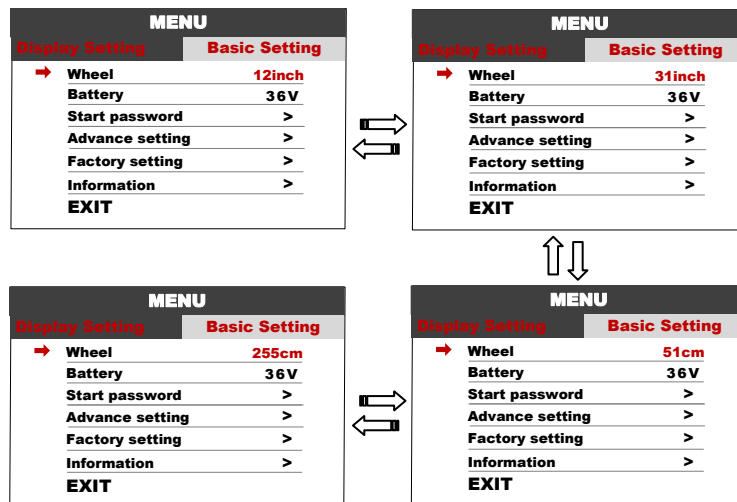 MENU
Display Setting Basic Setting
Wheel 12inch
Battery 36V
Start password >
Advance setting >
Factory setting >
Information >
EXIT
MENU
Display Setting Basic Setting
Wheel 31inch
Battery 36V
Start password >
Advance setting >
Factory setting >
Information >
EXIT
MENU
Display Setting Basic Setting
Wheel 255cm
Battery 36V
Start password >
Advance setting >
Factory setting >
Information >
EXIT
MENU
Display Setting Basic Setting
Wheel 51cm
Battery 36V
Start password >
Advance setting >
Factory setting >
Information >
EXIT